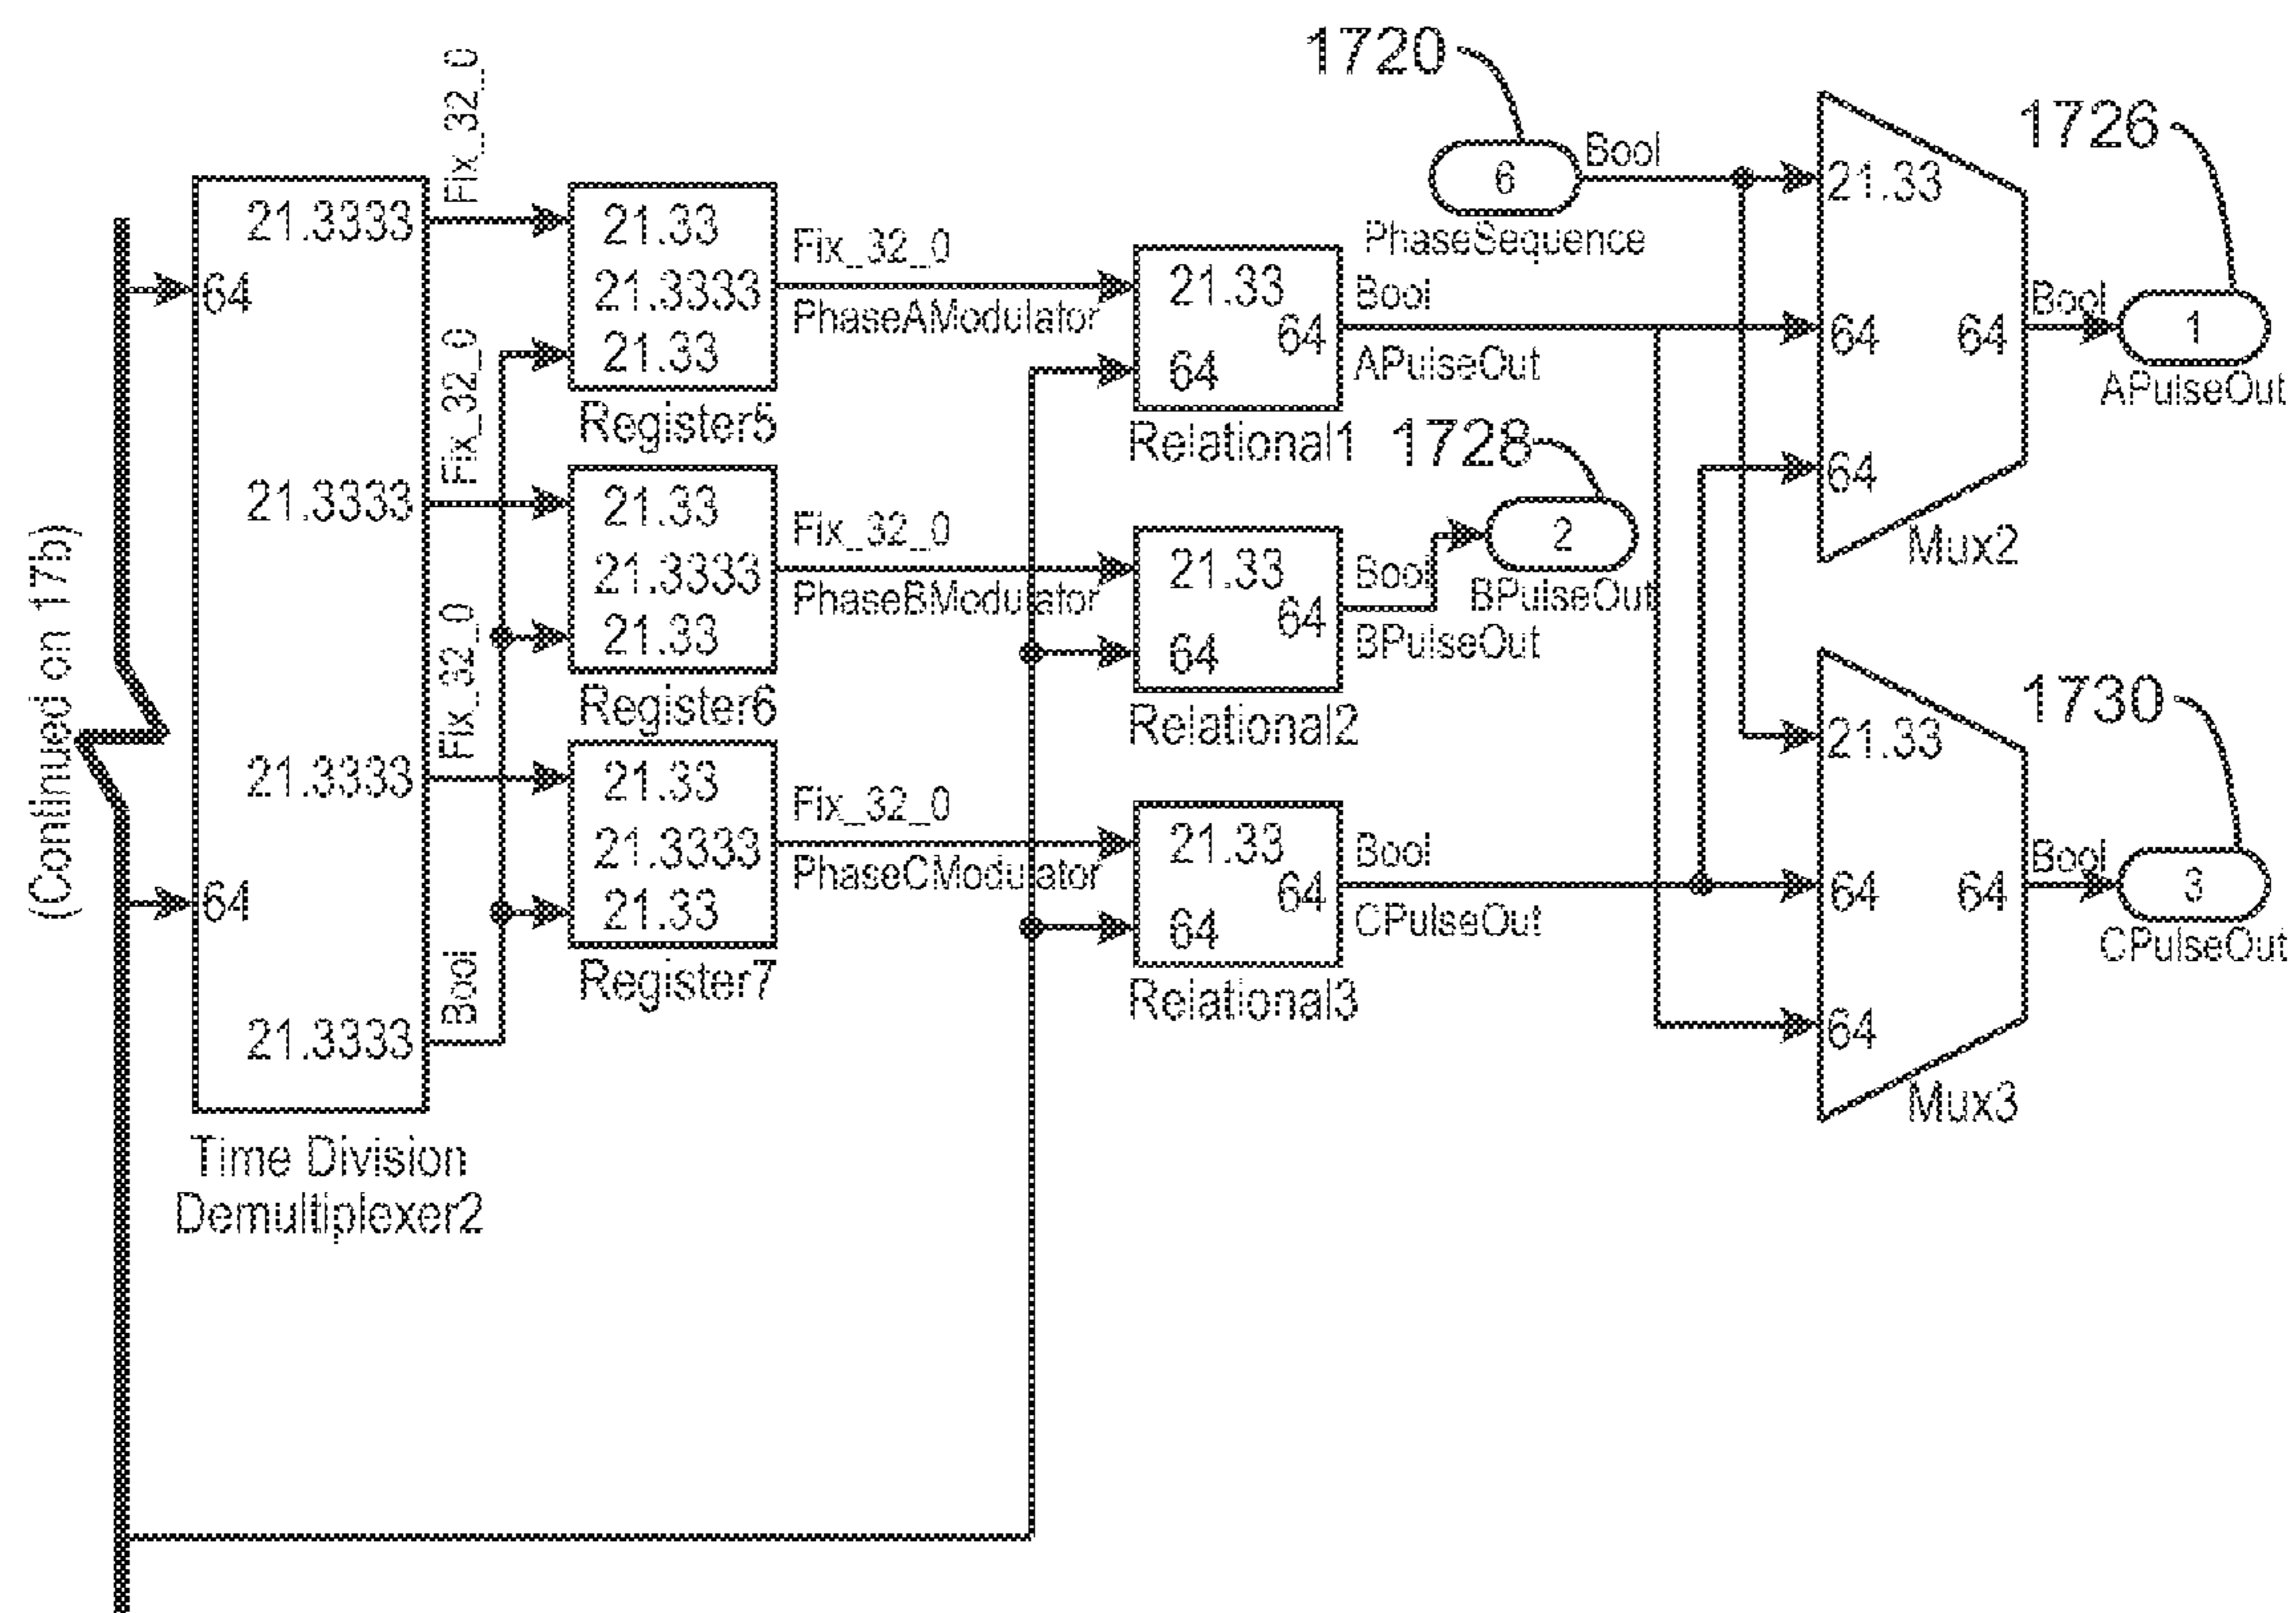 (Continued on 17b)
64
64
21.3333
21.3333
21.3333
21.3333
Time Division
Demultiplexer2
Fix_32_0
Fix_32_0
Fix_32_0
Bool
21.33
21.3333
21.33
Register5
21.33
21.3333
21.33
Register6
21.33
21.3333
21.33
Register7
Fix_32_0
PhaseAModulator
Fix_32_0
PhaseBModulator
Fix_32_0
PhaseCModulator
21.33
64
64
Relational1
21.33
64
64
Relational2
21.33
64
64
Relational3
1720
6
Bool
PhaseSequence
Bool
APulseOut
1728
2
BPulseOut
Bool
BPulseOut
Bool
CPulseOut
21.33
64
64
64
Mux2
21.33
64
64
64
Mux3
1726
Bool
1
APulseOut
1730
Bool
3
CPulseOut